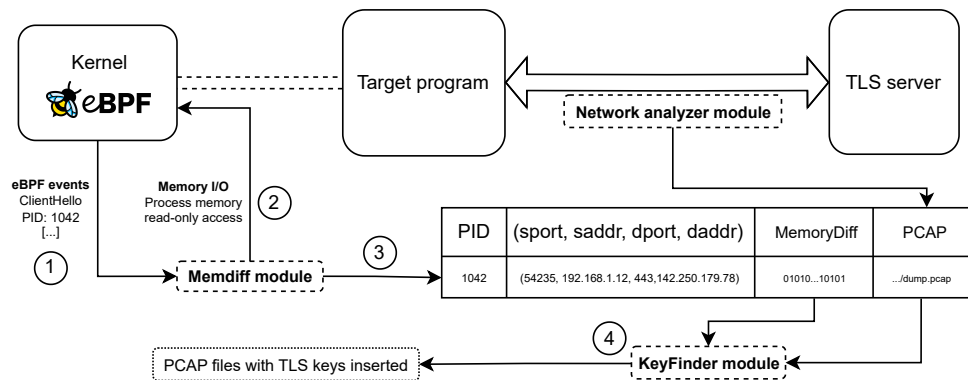 Kernel
eBPF
Target program
TLS server
Network analyzer module
eBPF events
ClientHello
PID: 1042
[...]
1
Memory I/O
Process memory
read-only access
2
Memdiff module
3
PID (sport, saddr, dport, daddr) MemoryDiff PCAP
1042 (54235, 192.168.1.12, 443,142.250.179.78) 01010...10101 .../dump.pcap
4
KeyFinder module
PCAP files with TLS keys inserted